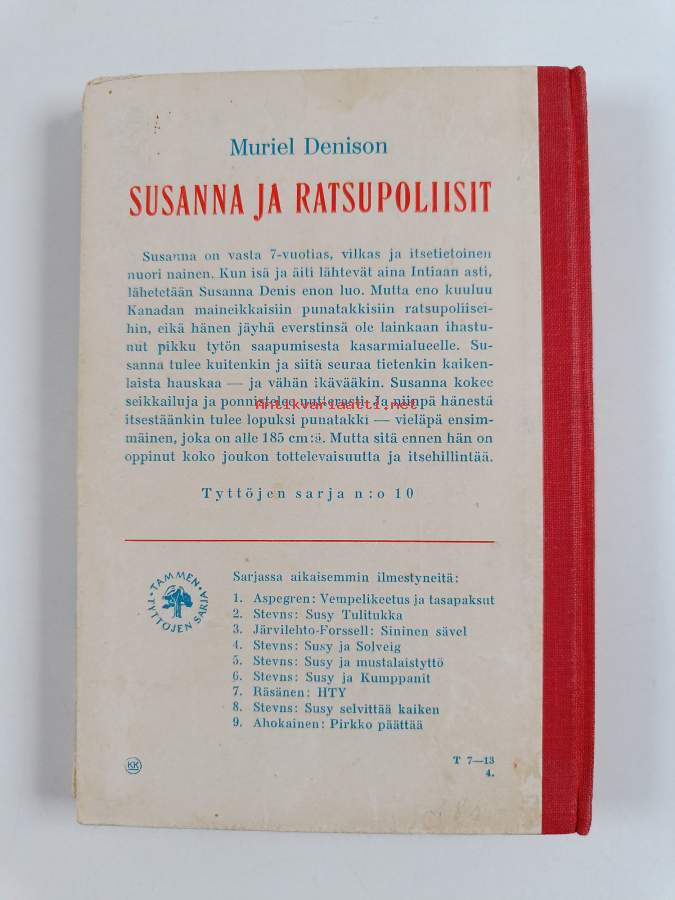 Muriel Denison
SUSANNA JA RATSUPOLIISIT
Susanna on vasta 7-vuotias, vilkas ja itsetietoinen
nuori nainen. Kun isä ja äiti lähtevät aina Intiaan asti,
lähetetään Susanna Denis enon luo. Mutta eno kuuluu
Kanadan maineikkaisiin punatakkisiin ratsupoliisei-
hin, eikä hänen jäyhä everstinsä ole lainkaan ihastu-
nut pikku tytön saapumisesta kasarmialueelle. Su-
sanna tulee kuitenkin ja siitä seuraa tietenkin kaiken-
laista hauskaa — ja vähän ikävääkin. Susanna kokee
seikkailuja ja ponnistelee uutterasti. Ja niinpä hänestä
Antikvariaatti.net
itsestäänkin tulee lopuksi punatakki — vieläpä ensim-
mäinen, joka on alle 185 cm:ä. Mutta sitä ennen hän on
oppinut koko joukon tottelevaisuutta ja itsehillintää.
Tyttöjen sarja n:o 10
TAMMEN
TYTTÖJEN SARJA
Sarjassa aikaisemmin ilmestyneitä:
1. Aspegren: Vempelikeetus ja tasapaksut
2. Stevns: Susy Tulitukka
3. Järvilehto-Forssell: Sininen sävel
4. Stevns: Susy ja Solveig
5. Stevns: Susy ja mustalaistyttö
6. Stevns: Susy ja Kumppanit
7. Räsänen: HTY
8. Stevns: Susy selvittää kaiken
9. Ahokainen: Pirkko päättää
KK
T 7—13
4.